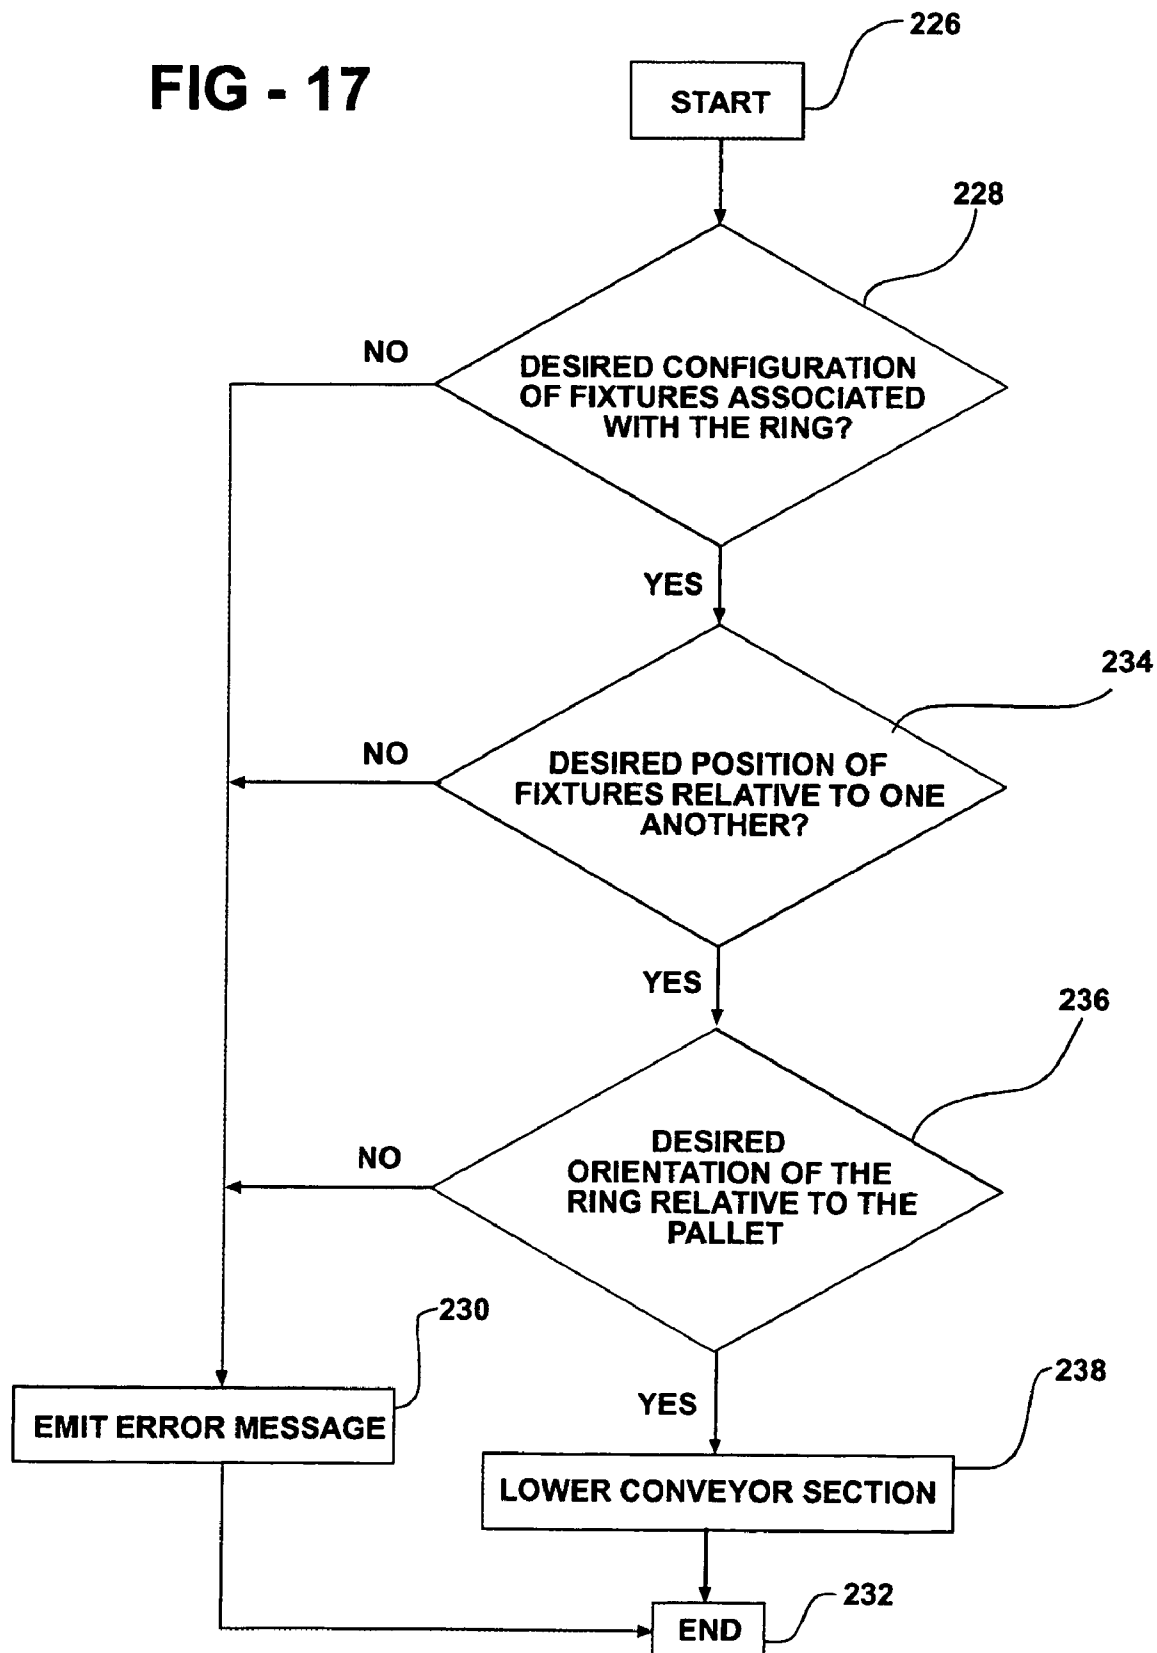 FIG - 17
226
START
228
NO
DESIRED CONFIGURATION
OF FIXTURES ASSOCIATED
WITH THE RING?
YES
234
NO
DESIRED POSITION OF
FIXTURES RELATIVE TO ONE
ANOTHER?
YES
236
NO
DESIRED
ORIENTATION OF THE
RING RELATIVE TO THE
PALLET
230
EMIT ERROR MESSAGE
YES
238
LOWER CONVEYOR SECTION
232
END